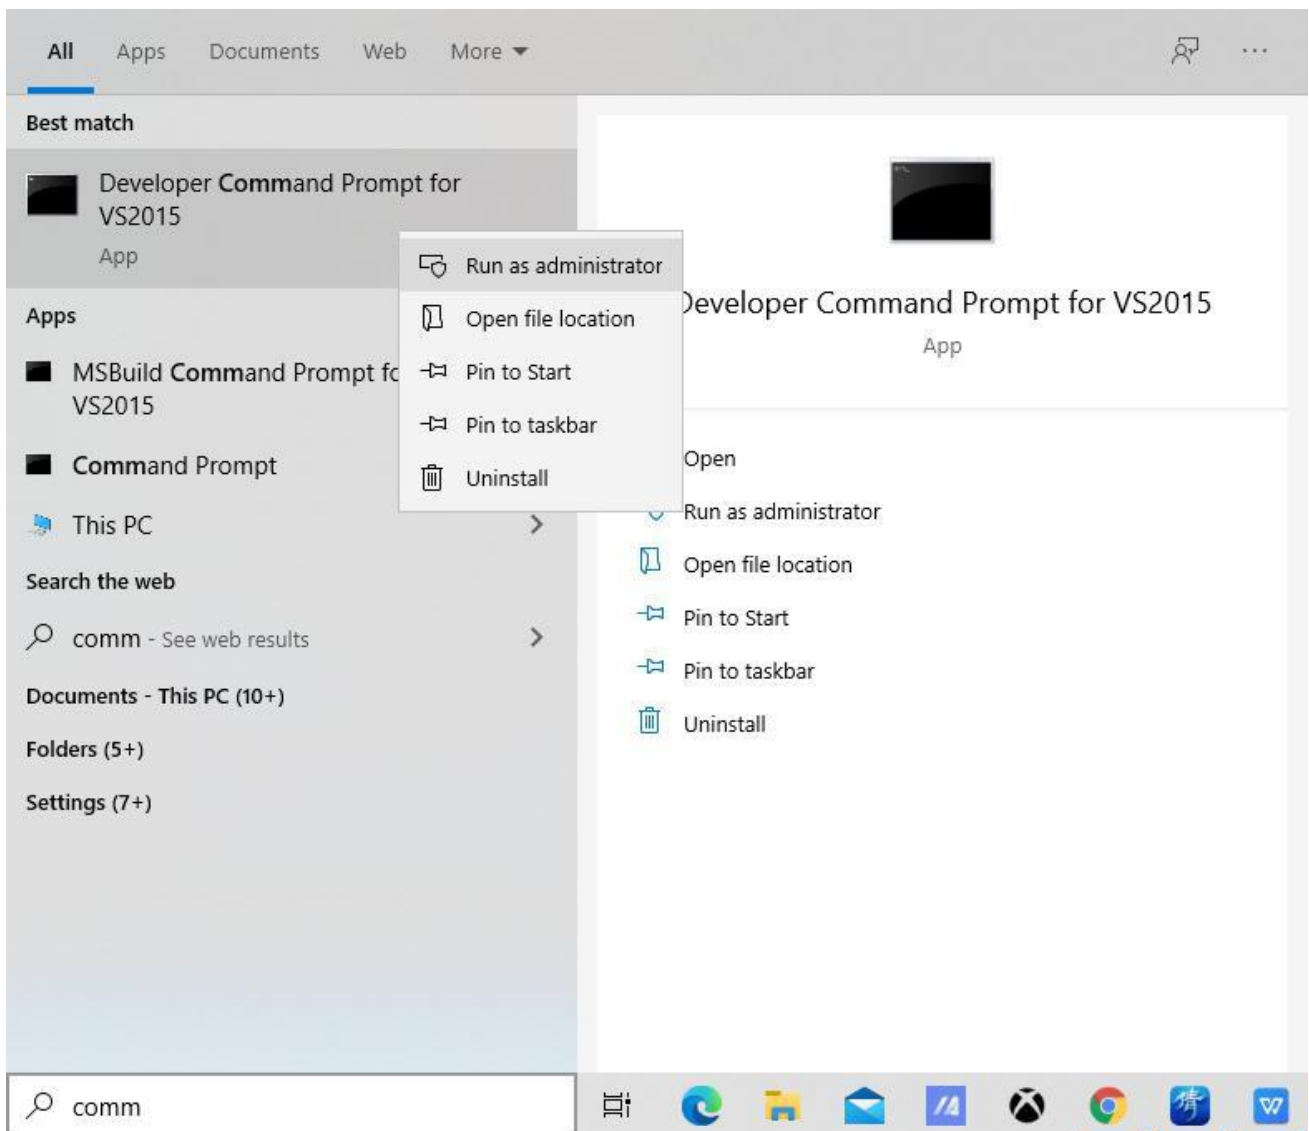 All Apps Documents Web More
Best match
Developer Command Prompt for
VS2015
App
Apps
MSBuild Command Prompt fo
VS2015
Command Prompt
This PC
Search the web
comm - See web results
Documents - This PC (10+)
Folders (5+)
Settings (7+)
Run as administrator
Open file location
Pin to Start
Pin to taskbar
Uninstall
Developer Command Prompt for VS2015
App
Open
Run as administrator
Open file location
Pin to Start
Pin to taskbar
Uninstall
comm
倩